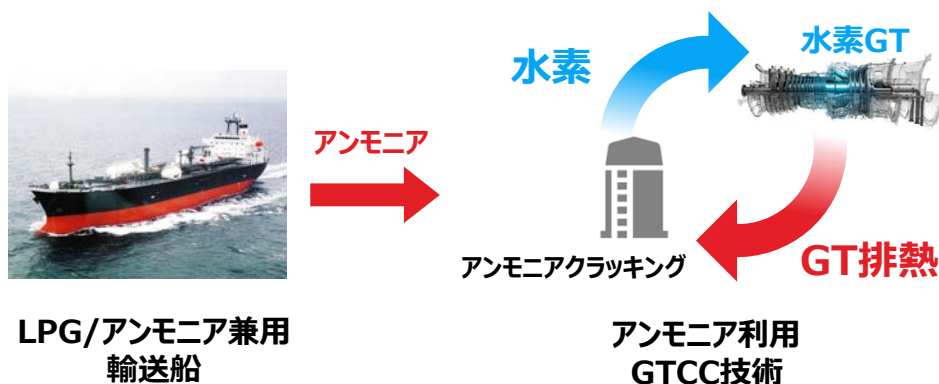 水素
水素GT
アンモニア
アンモニアクラッキング
GT排熱
LPG/アンモニア兼用
輸送船
アンモニア利用
GTCC技術